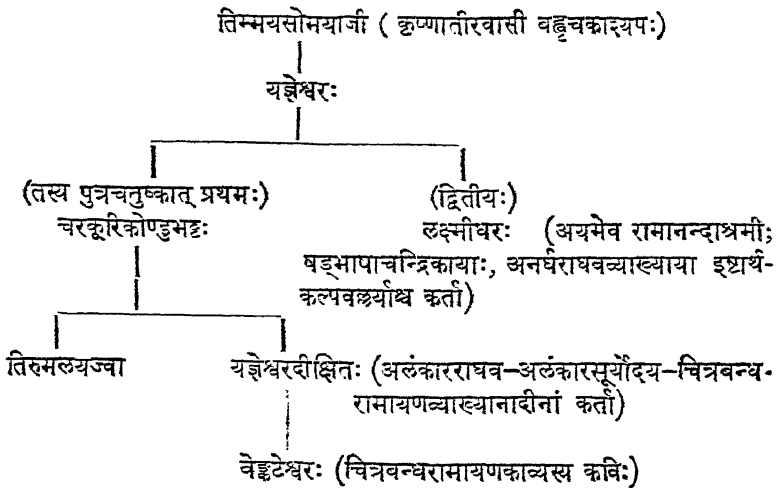 तिम्मयसोमयाजी ( कृष्णातीरवासी बह्वृचकाश्यपः)
यज्ञेश्वरः
(तस्य पुत्रचतुष्कात् प्रथमः) (द्वितीयः)
चरकूरिकोण्डुभट्टः लक्ष्मीधरः (अयमेव रामानन्दाश्रमी;
षड्भाषाचन्द्रिकायाः, अनर्घराघवव्याख्याया इष्टार्थ-
कल्पवल्लर्याश्च कर्ता)
तिरुमलयज्वा यज्ञेश्वरदीक्षितः (अलंकारराघव-अलंकारसूर्योदय-चित्रबन्ध-
रामायणव्याख्यानादीनां कर्ता)
वेङ्कटेश्वरः (चित्रबन्धरामायणकाव्यस्य कविः)